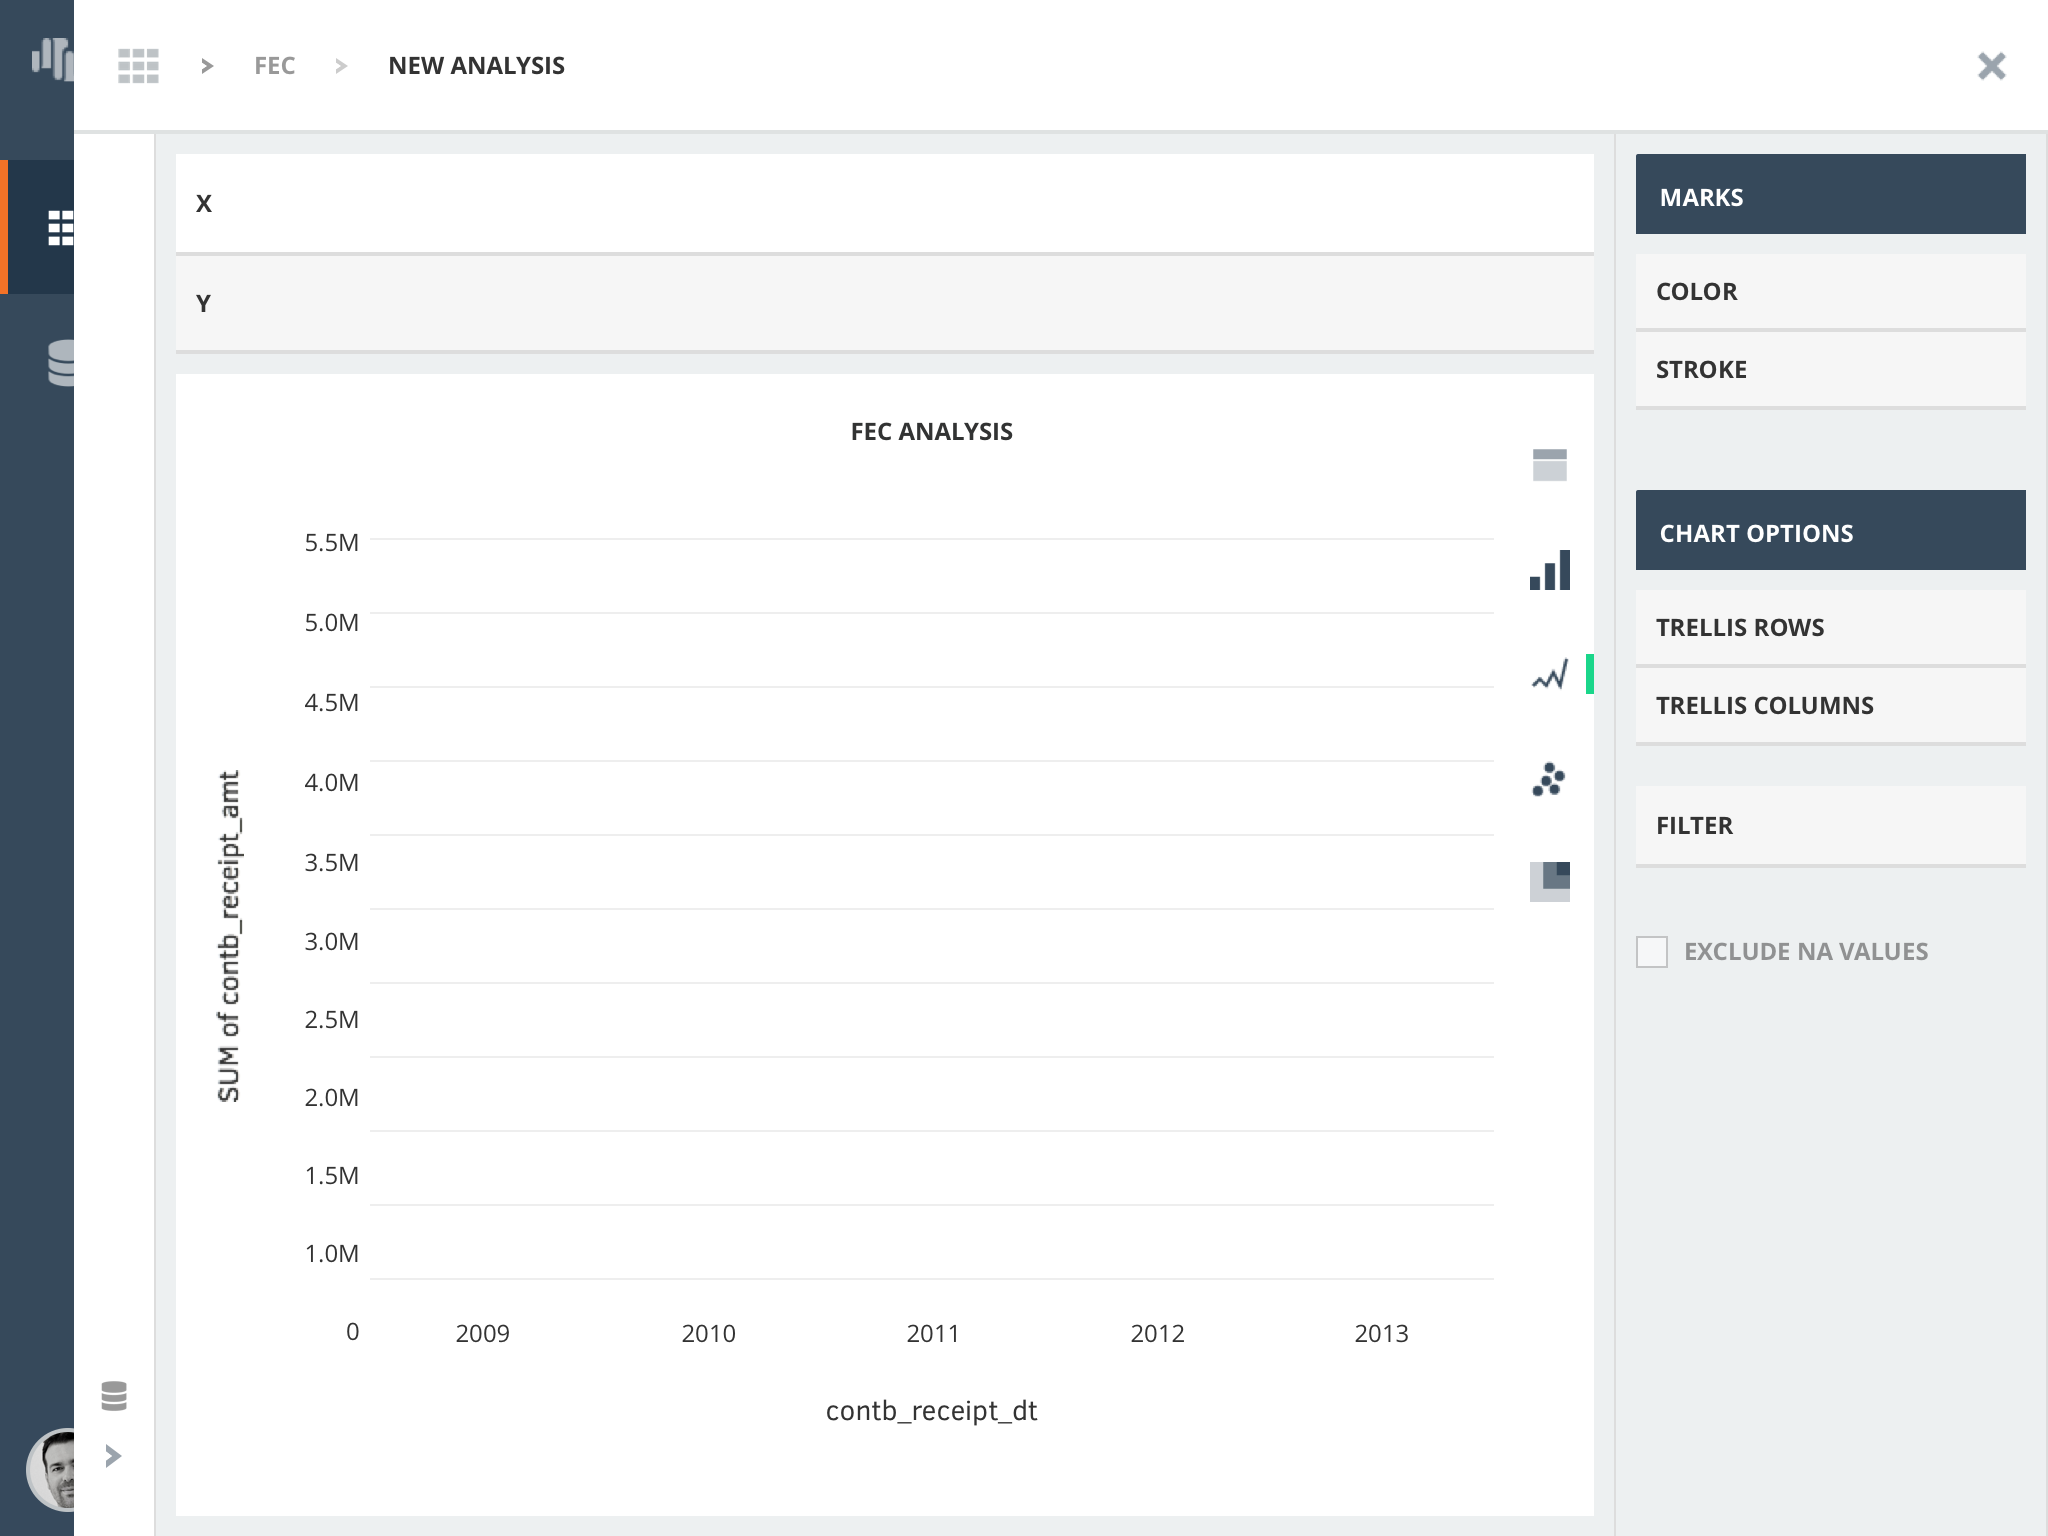 FEC
NEW ANALYSIS
X
Y
FEC ANALYSIS
5.5M
5.0M
4.5M
4.0M
3.5M
3.0M
2.5M
2.0M
1.5M
1.0M
0
SUM of contb_receipt_amt
2009
2010
2011
2012
2013
contb_receipt_dt
MARKS
COLOR
STROKE
CHART OPTIONS
TRELLIS ROWS
TRELLIS COLUMNS
FILTER
EXCLUDE NA VALUES